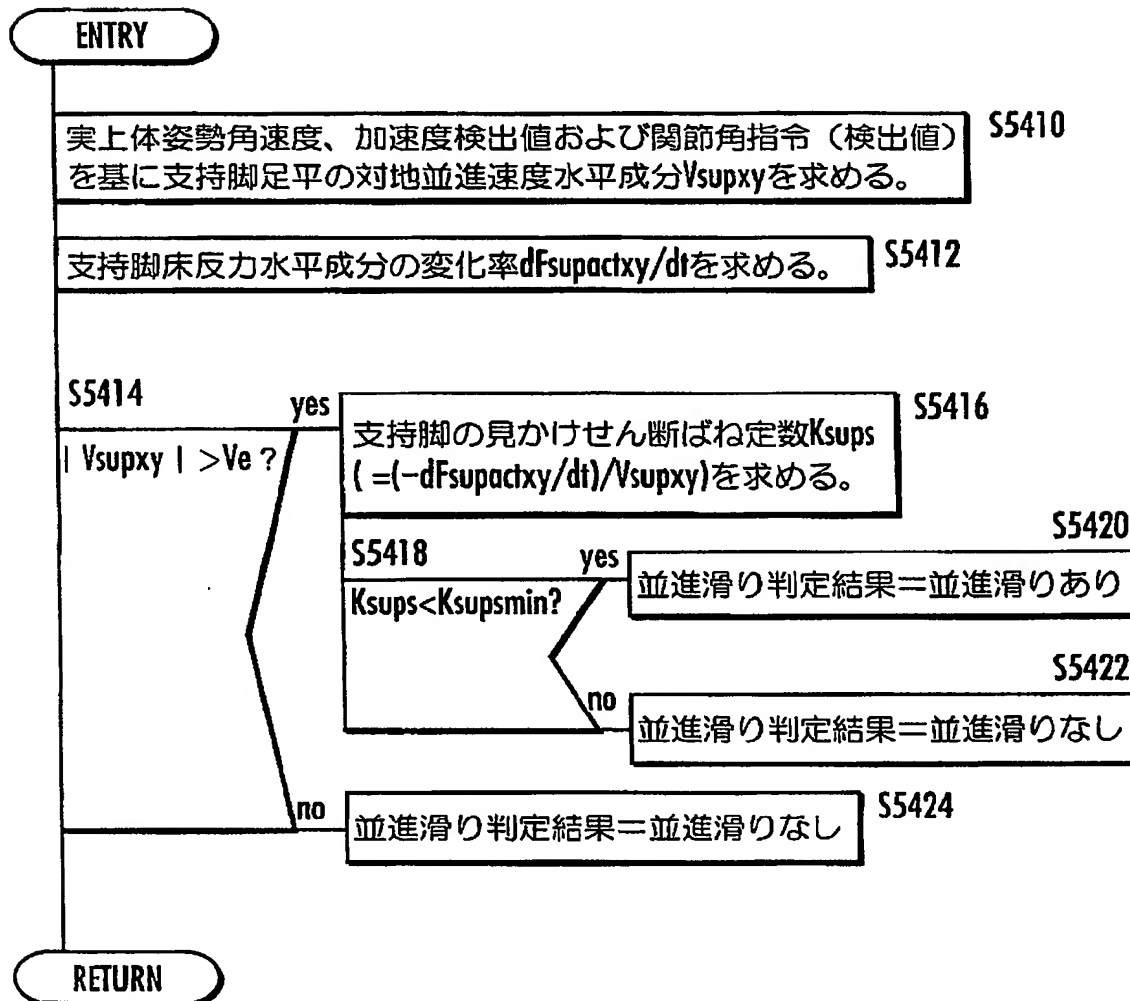 ENTRY
S5410
実上体姿勢角速度、加速度検出値および関節角指令（検出値）
を基に支持脚足平の対地並進速度水平成分Vsupxyを求める。
S5412
支持脚床反力水平成分の変化率dFsupactxy/dtを求める。
S5414
| Vsupxy | >Ve ?
yes
S5416
支持脚の見かけせん断ばね定数Ksups
( =(-dFsupactxy/dt)/Vsupxy)を求める。
S5418
Ksups<Ksupsmin?
yes
S5420
並進滑り判定結果＝並進滑りあり
no
S5422
並進滑り判定結果＝並進滑りなし
no
S5424
並進滑り判定結果＝並進滑りなし
RETURN